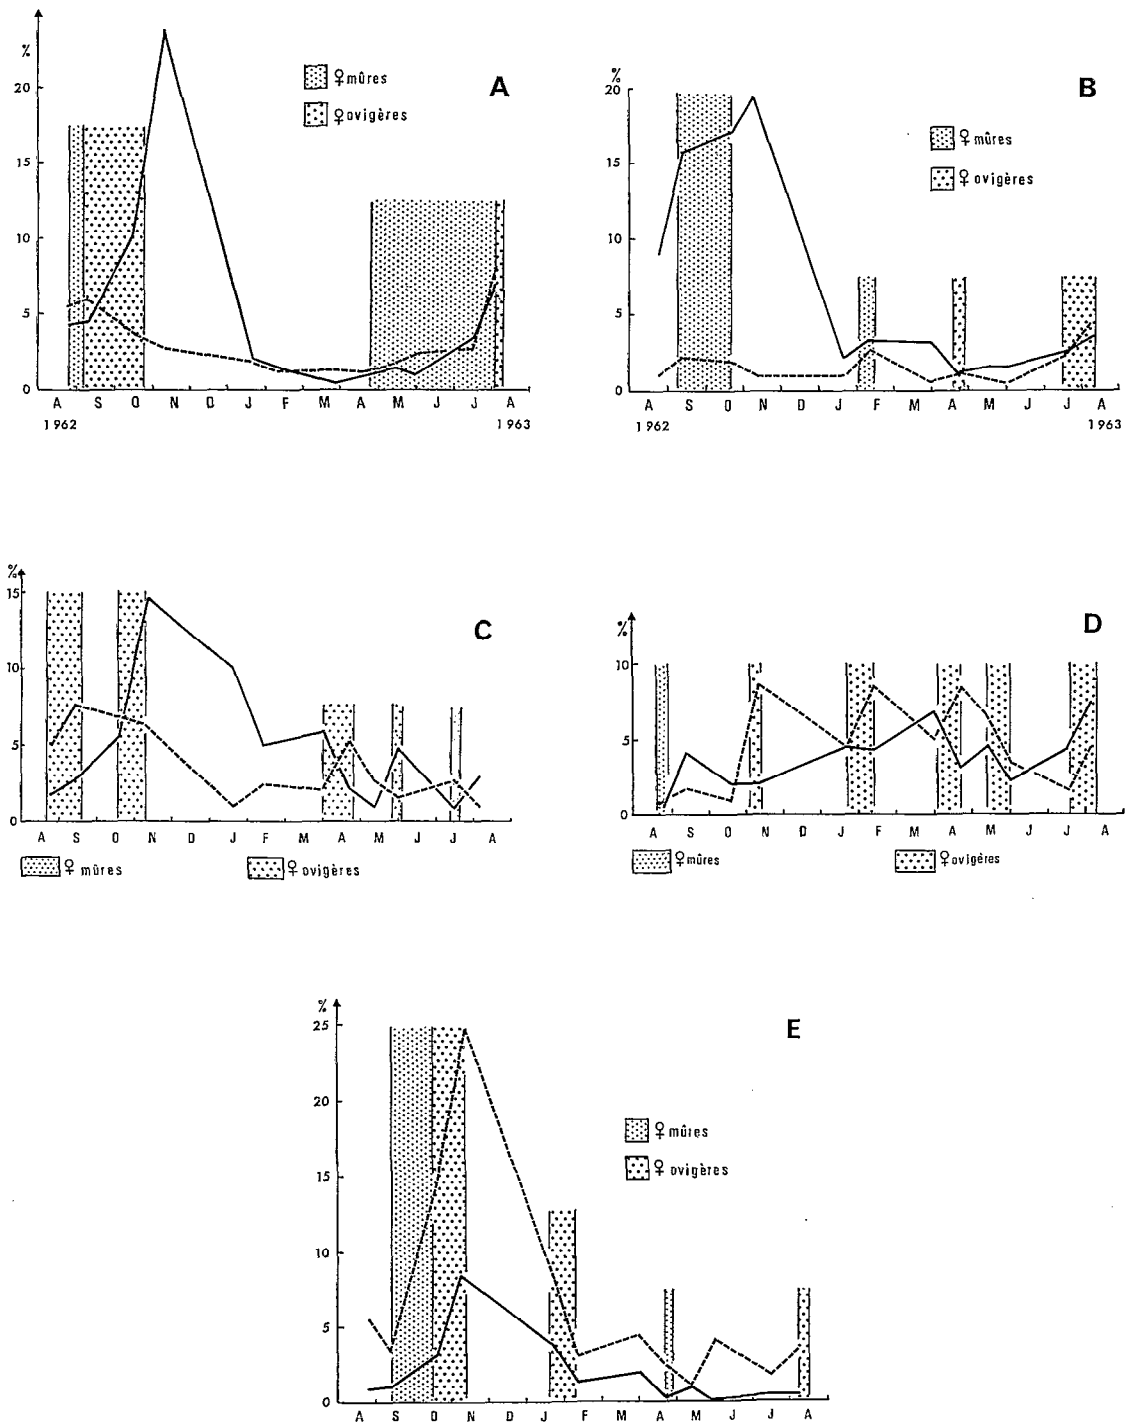 %
20
15
10
5
0
♀ mûres
♀ ovigères
A
A S O N D J F M A M J J A
1962 1963
%
20
15
10
5
0
B
♀ mûres
♀ ovigères
A S O N D J F M A M J J A
1962 1963
%
15
10
5
0
C
A S O N D J F M A M J J A
♀ mûres ♀ ovigères
%
10
5
0
D
A S O N D J F M A M J J A
♀ mûres ♀ ovigères
%
25
20
15
10
5
0
E
♀ mûres
♀ ovigères
A S O N D J F M A M J J A